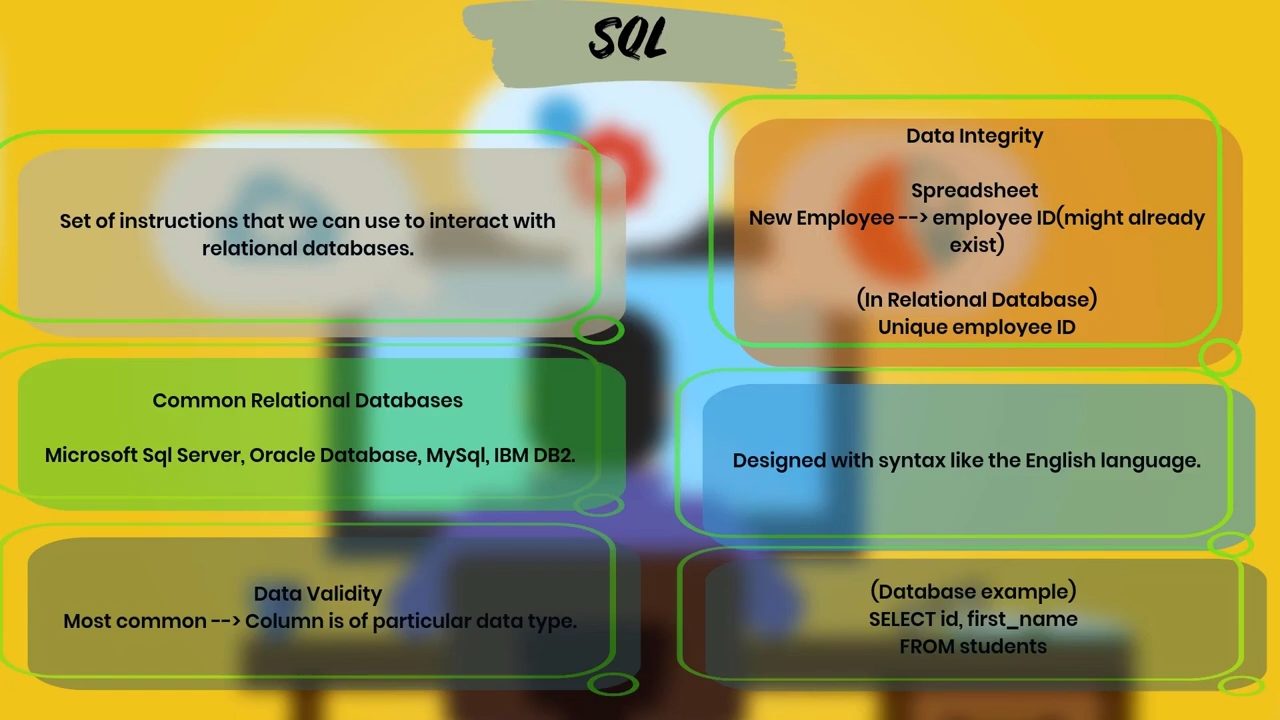 SQL
Set of instructions that we can use to interact with
relational databases.
Common Relational Databases
Microsoft Sql Server, Oracle Database, MySql, IBM DB2.
Data Validity
Most common --> Column is of particular data type.
Data Integrity
Spreadsheet
New Employee --> employee ID(might already
exist)
(In Relational Database)
Unique employee ID
Designed with syntax like the English language.
(Database example)
SELECT id, first_name
FROM students